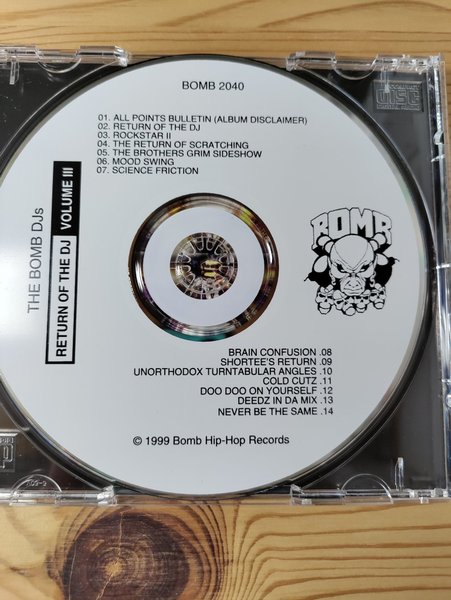 BOMB 2040
01. ALL POINTS BULLETIN (ALBUM DISCLAIMER)
02. RETURN OF THE DJ
03. ROCKSTAR II
04. THE RETURN OF SCRATCHING
05. THE BROTHERS GRIM SIDESHOW
06. MOOD SWING
07. SCIENCE FRICTION
THE BOMB DJs
RETURN OF THE DJ VOLUME III
BOMB
BRAIN CONFUSION .08
SHORTEE'S RETURN .09
UNORTHODOX TURNTABULAR ANGLES .10
COLD CUTZ .11
DOO DOO ON YOURSELF .12
DEEDZ IN DA MIX .13
NEVER BE THE SAME .14
© 1999 Bomb Hip-Hop Records